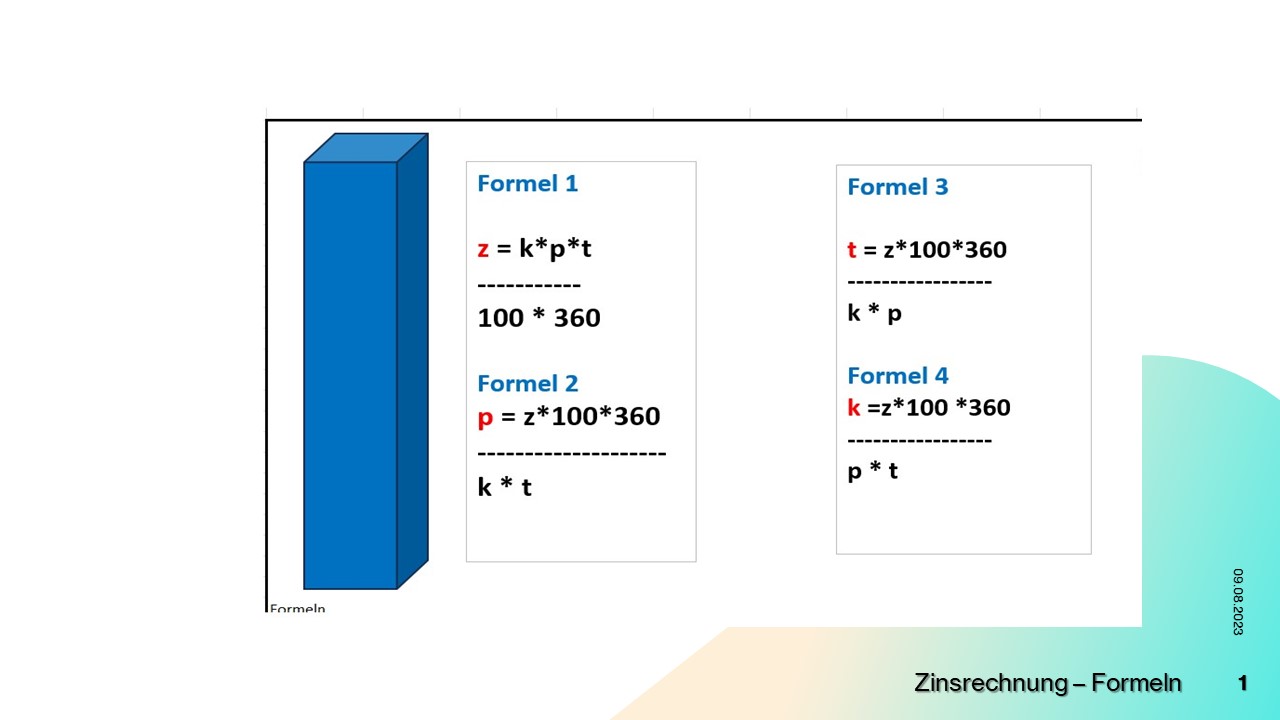 Formel 1
z = k*p*t
-----------
100 * 360
Formel 2
p = z*100*360
--------------------
k * t
Formel 3
t = z*100*360
-----------------
k * p
Formel 4
k =z*100 *360
-----------------
p * t
Formeln
09.08.2023
Zinsrechnung – Formeln
1